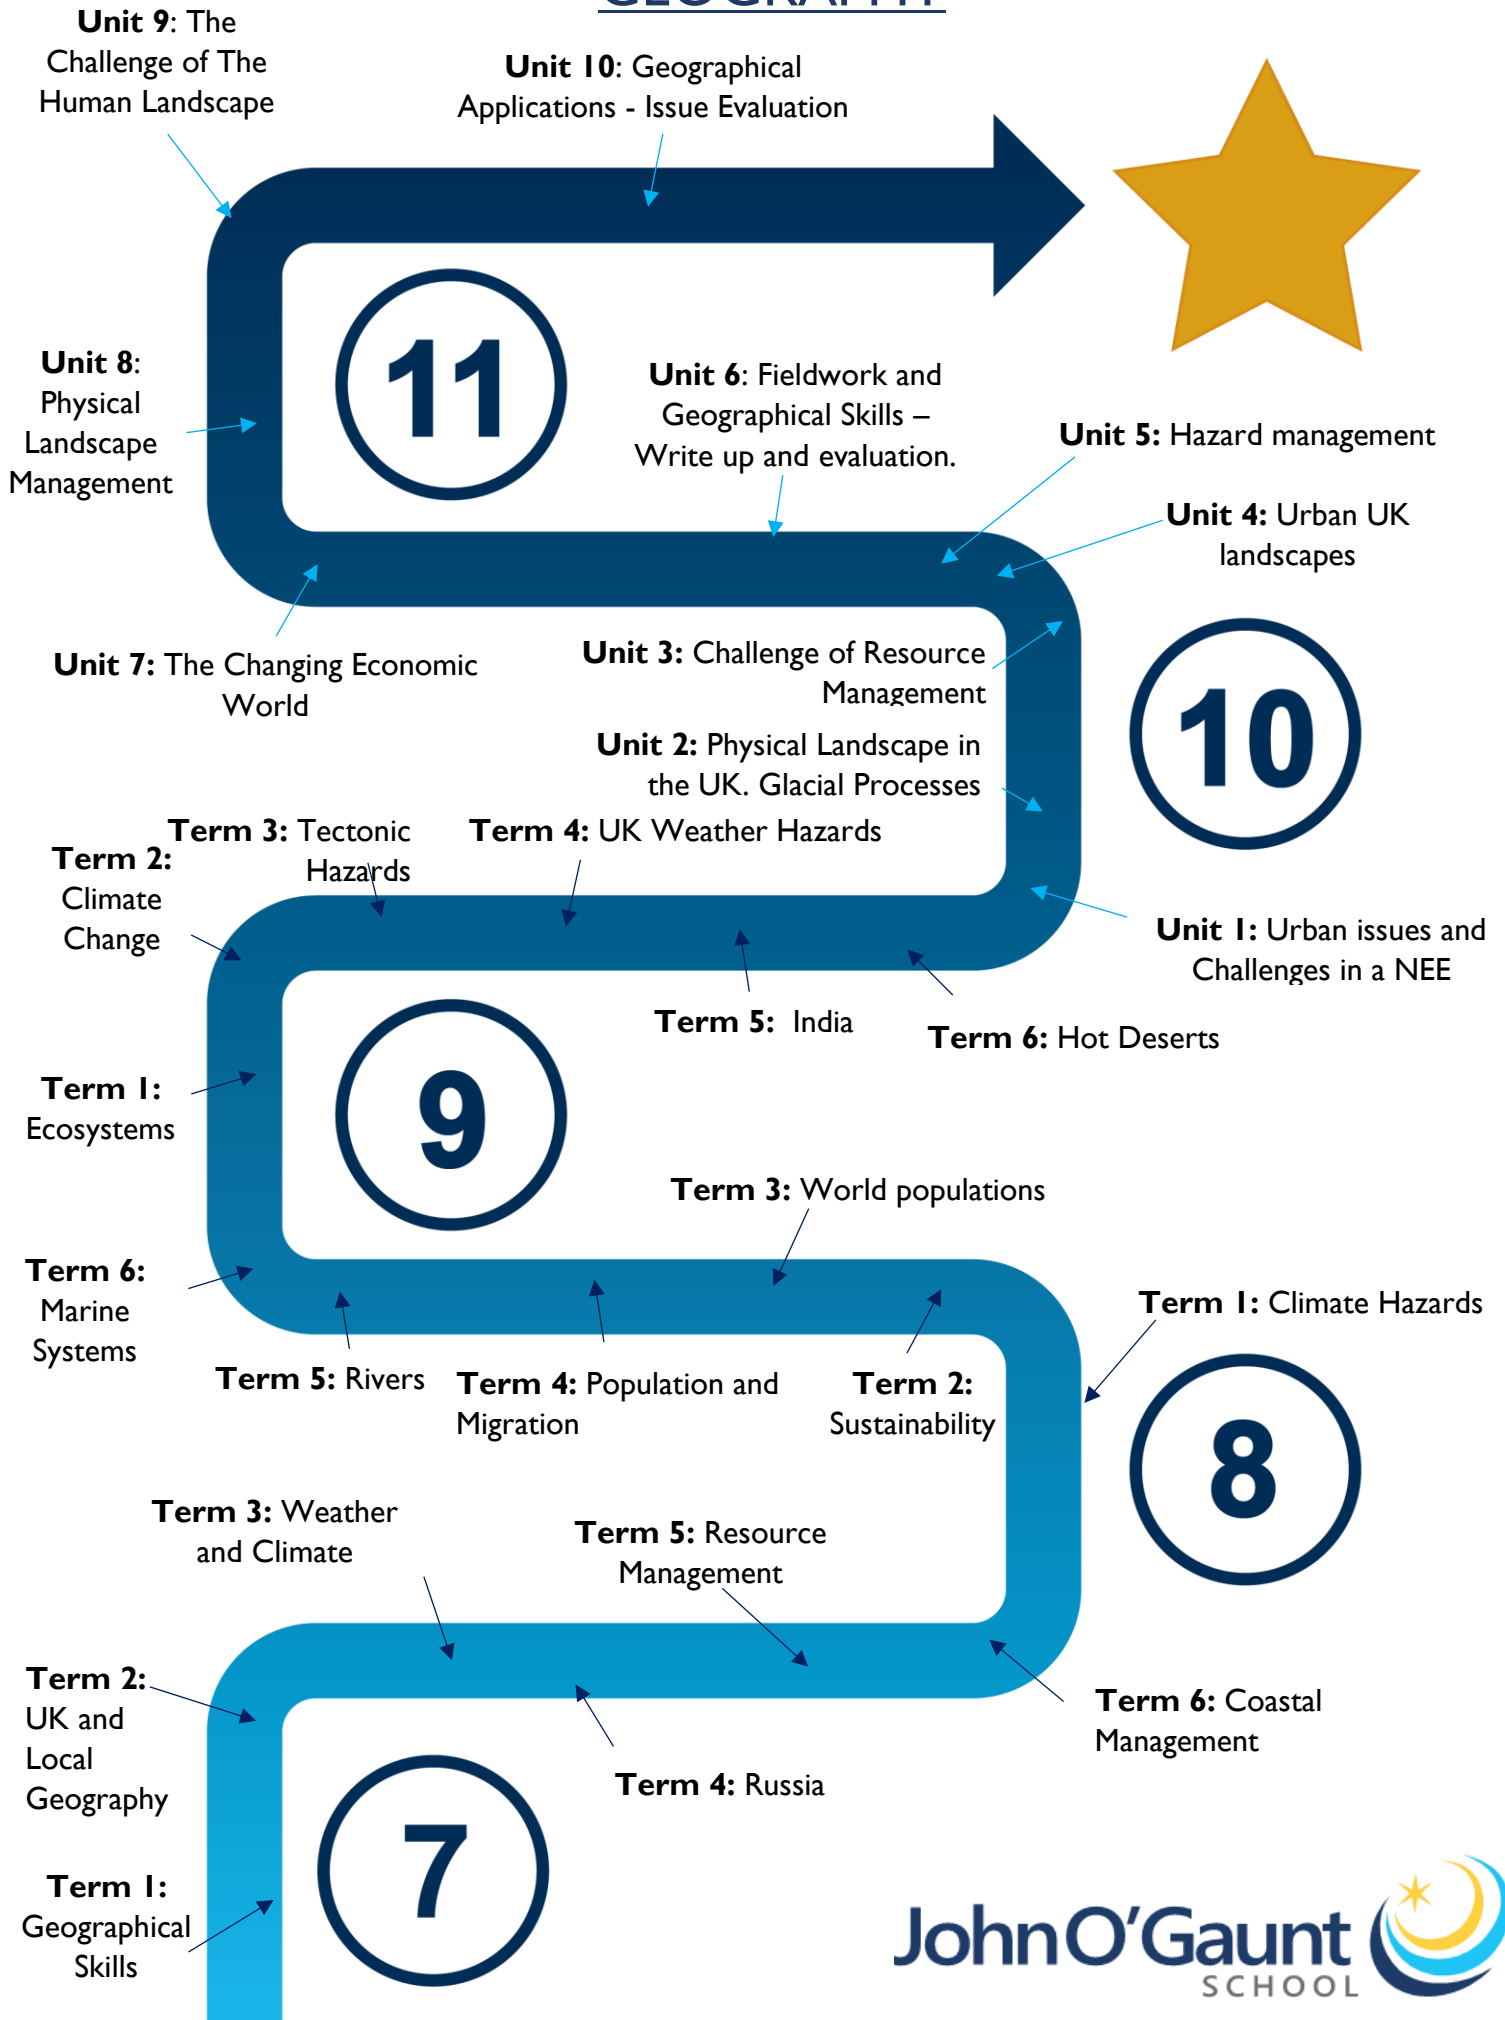 GEOGRAPHY
Unit 9: The
Challenge of The
Human Landscape
Unit 10: Geographical
Applications - Issue Evaluation
11
Unit 8:
Physical
Landscape
Management
Unit 6: Fieldwork and
Geographical Skills –
Write up and evaluation.
Unit 5: Hazard management
Unit 4: Urban UK
landscapes
Unit 7: The Changing Economic
World
Unit 3: Challenge of Resource
Management
10
Unit 2: Physical Landscape in
the UK. Glacial Processes
Term 3: Tectonic
Hazards
Term 4: UK Weather Hazards
Term 2:
Climate
Change
Unit 1: Urban issues and
Challenges in a NEE
Term 5: India
Term 6: Hot Deserts
Term 1:
Ecosystems
9
Term 3: World populations
Term 6:
Marine
Systems
Term 1: Climate Hazards
Term 5: Rivers
Term 4: Population and
Migration
Term 2:
Sustainability
8
Term 3: Weather
and Climate
Term 5: Resource
Management
Term 2:
UK and
Local
Geography
Term 6: Coastal
Management
Term 4: Russia
7
Term 1:
Geographical
Skills
John O'Gaunt
SCHOOL